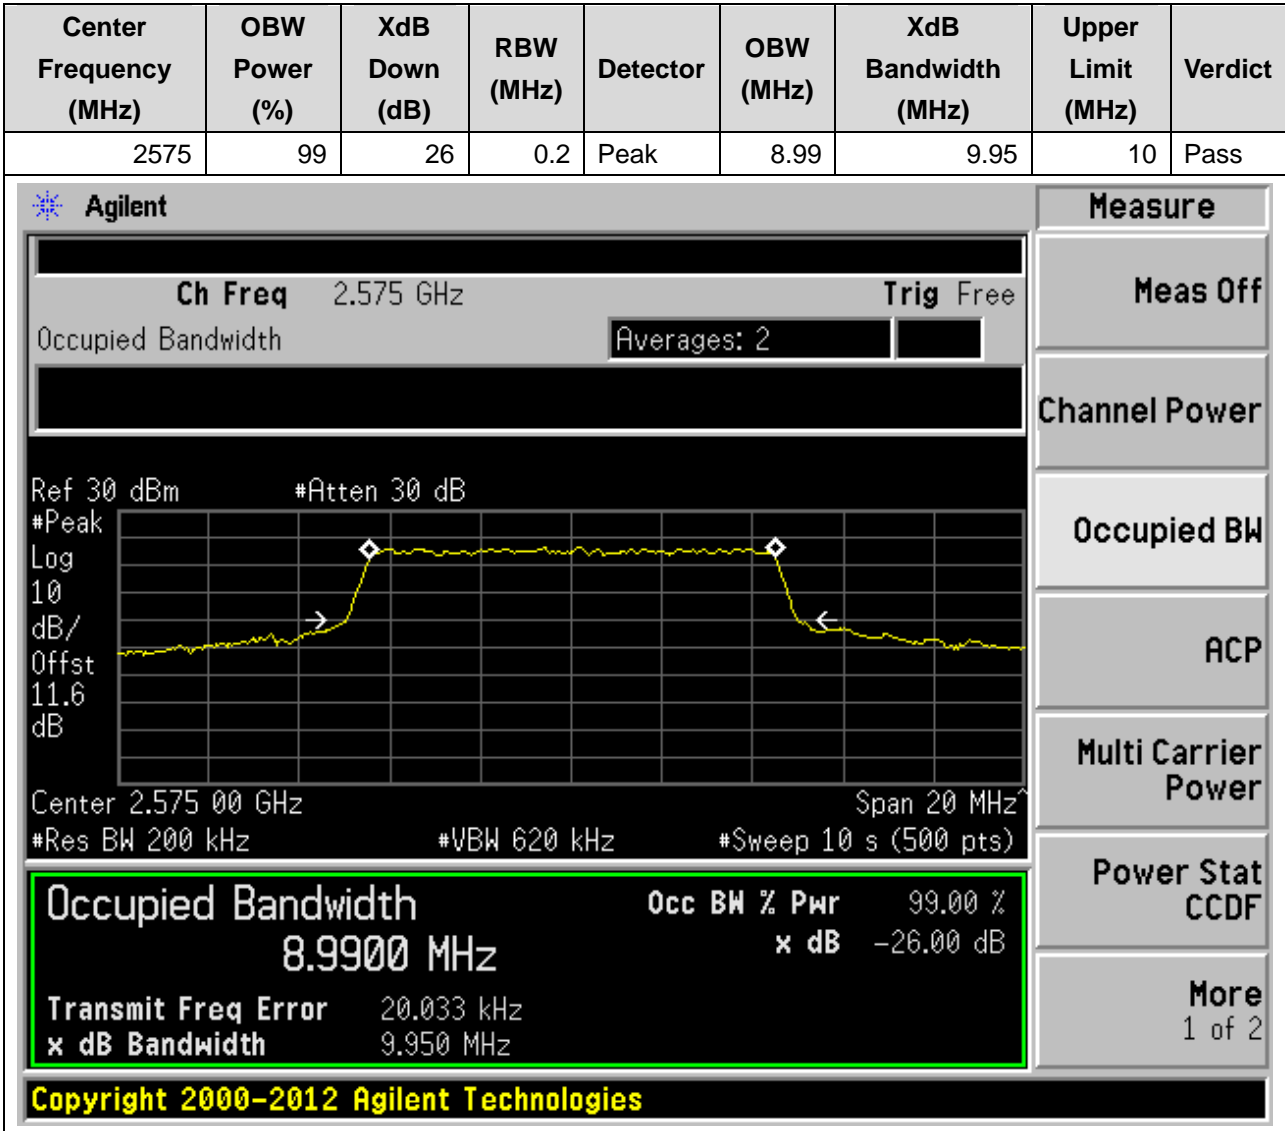 Center Frequency (MHz) OBW Power (%) XdB Down (dB) RBW (MHz) Detector OBW (MHz) XdB Bandwidth (MHz) Upper Limit (MHz) Verdict
2575 99 26 0.2 Peak 8.99 9.95 10 Pass
Agilent
Measure
Ch Freq 2.575 GHz Trig Free
Occupied Bandwidth Averages: 2
Meas Off
Channel Power
Occupied BW
ACP
Multi Carrier
Power
Power Stat
CCDF
More
1 of 2
Ref 30 dBm #Atten 30 dB
#Peak
Log
10
dB/
Offst
11.6
dB
Center 2.575 00 GHz Span 20 MHz^
#Res BW 200 kHz #VBW 620 kHz #Sweep 10 s (500 pts)
Occupied Bandwidth
8.9900 MHz
Occ BW % Pwr 99.00 %
x dB -26.00 dB
Transmit Freq Error 20.033 kHz
x dB Bandwidth 9.950 MHz
Copyright 2000-2012 Agilent Technologies